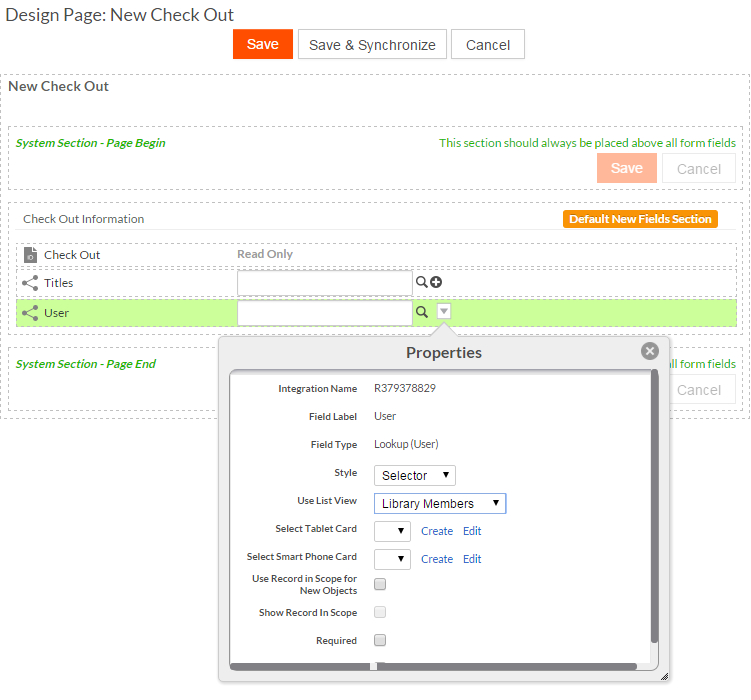 Design Page: New Check Out
Save Save & Synchronize Cancel
New Check Out
System Section - Page Begin This section should always be placed above all form fields
Save Cancel
Check Out Information Default New Fields Section
ID Check Out Read Only
Titles
User
Properties
System Section - Page End all form fields
Cancel
Integration Name R379378829
Field Label User
Field Type Lookup (User)
Style Selector
Use List View Library Members
Select Tablet Card Create Edit
Select Smart Phone Card Create Edit
Use Record in Scope for
New Objects
Show Record In Scope
Required